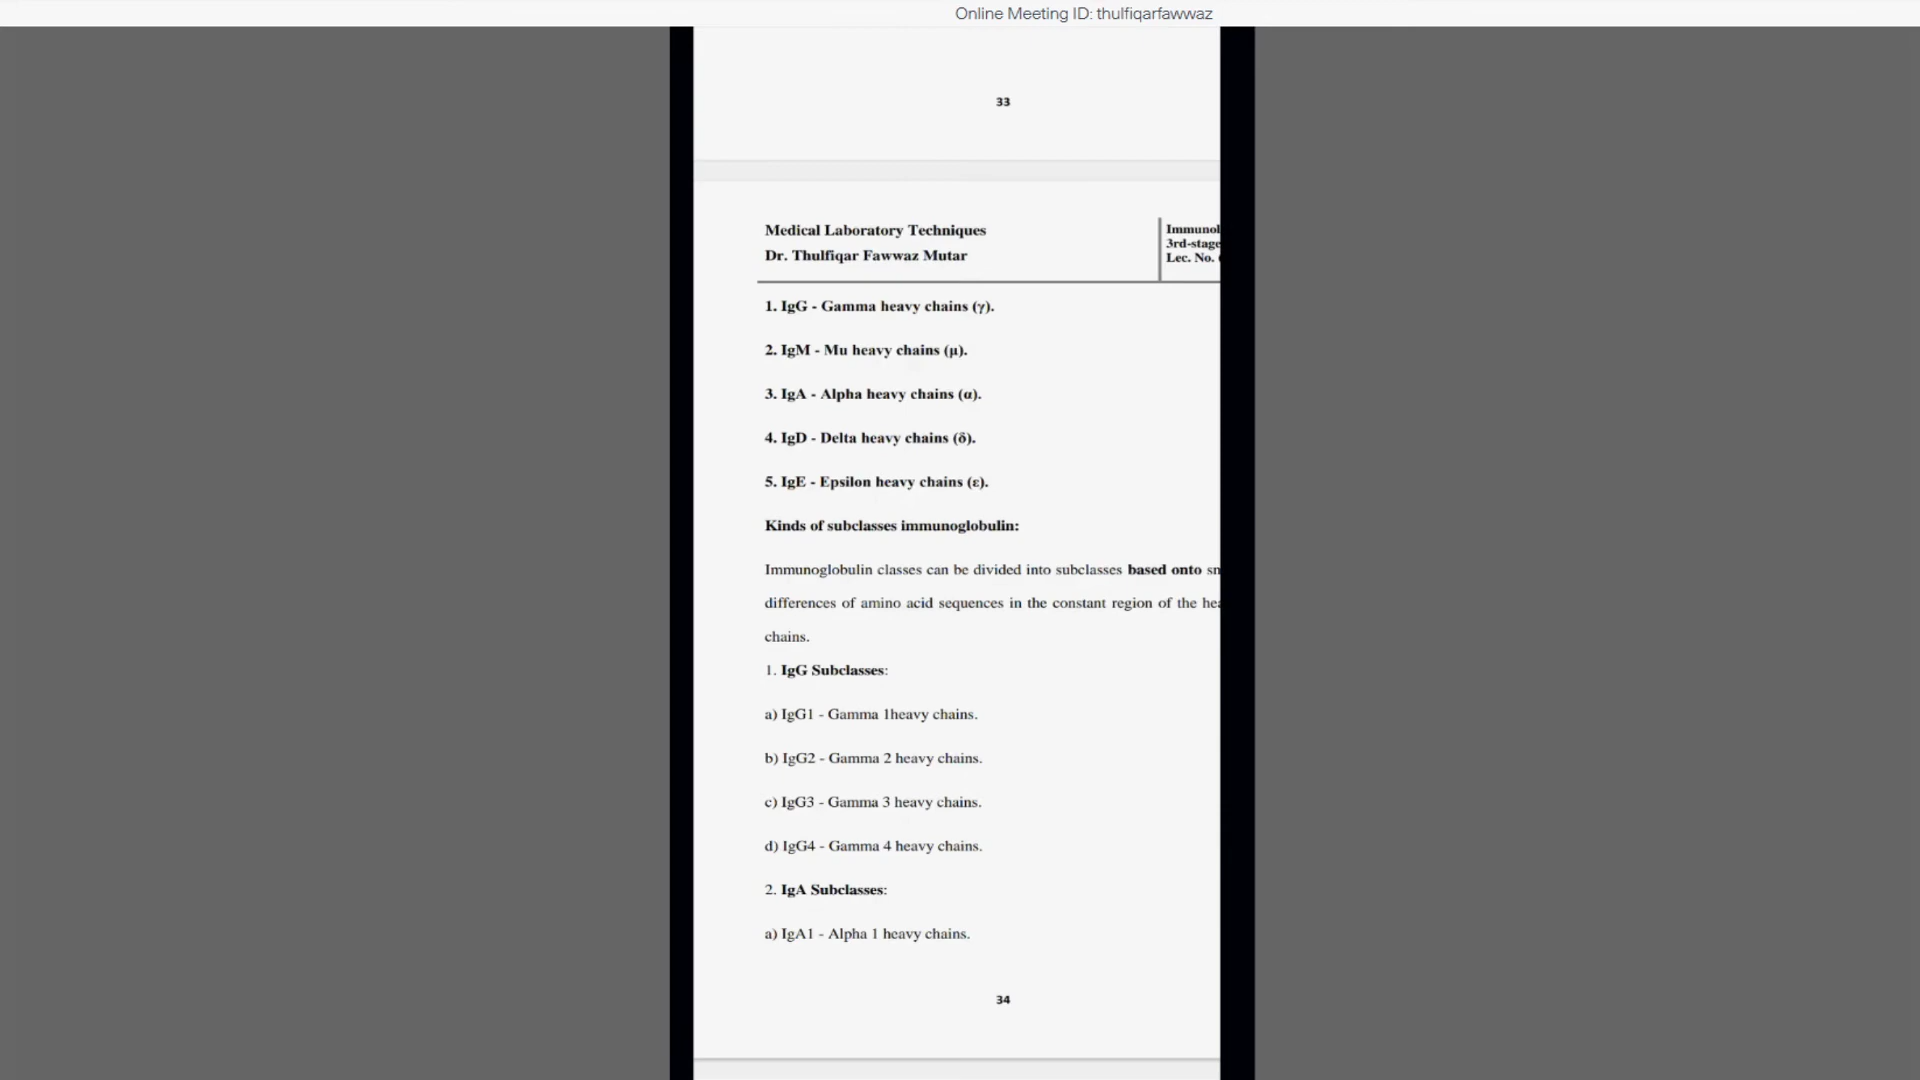 Online Meeting ID: thulfiqarfawwaz
33
Medical Laboratory Techniques
Dr. Thulfiqar Fawwaz Mutar
3rd-stage
Lec. No.
1. IgG - Gamma heavy chains (γ).
2. IgM - Mu heavy chains (μ).
3. IgA - Alpha heavy chains (α).
4. IgD - Delta heavy chains (δ).
5. IgE - Epsilon heavy chains (ε).
Kinds of subclasses immunoglobulin:
Immunoglobulin classes can be divided into subclasses based onto
differences of amino acid sequences in the constant region of the
chains.
1. IgG Subclasses:
a) IgG1 - Gamma 1heavy chains.
b) IgG2 - Gamma 2 heavy chains.
c) IgG3 - Gamma 3 heavy chains.
d) IgG4 - Gamma 4 heavy chains.
2. IgA Subclasses:
a) IgA1 - Alpha 1 heavy chains.
34